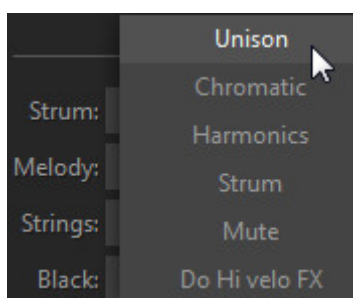 Unison
Chromatic
Strum:
Harmonics
Melody:
Strum
Strings:
Mute
Black:
Do Hi velo FX